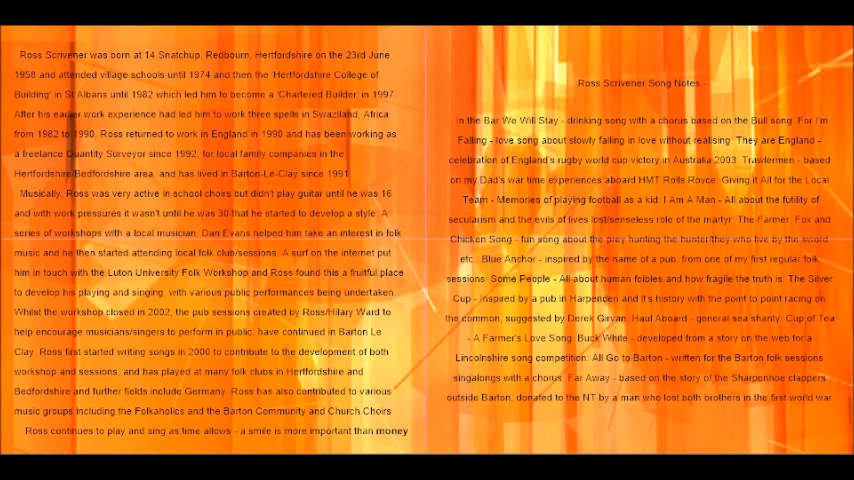 Ross Scrivener was born at 14 Snatchup, Redbourn, Hertfordshire on the 23rd June
1958 and attended village schools until 1974 and then the 'Hertfordshire College of
Building' in St Albans until 1982 which led him to become a 'Chartered Builder' in 1997.
After his earlier work experience had led him to work three spells in Swaziland, Africa
from 1982 to 1990, Ross returned to work in England in 1990 and has been working as
a freelance Quantity Surveyor since 1992, for local family companies in the
Hertfordshire/Bedfordshire area, and has lived in Barton-Le-Clay since 1991.
Musically, Ross was very active in school choirs but didn't play guitar until he was 16
and with work pressures it wasn't until he was 30 that he started to develop a style. A
series of workshops with a local musician, Dan Evans helped him take an interest in folk
music and he then started attending local folk club/sessions. A surf on the internet put
him in touch with the Luton University Folk Workshop and Ross found this a fruitful place
to develop his playing and singing, with various public performances being undertaken.
Whilst the workshop closed in 2002, the pub sessions created by Ross/Hilary Ward to
help encourage musicians/singers to perform in public, have continued in Barton Le
Clay. Ross first started writing songs in 2000 to contribute to the development of both
workshop and sessions, and has played at many folk clubs in Hertfordshire and
Bedfordshire and further fields include Germany. Ross has also contributed to various
music groups including the Folkaholics and the Barton Community and Church Choirs
Ross continues to play and sing as time allows - a smile is more important than money
Ross Scrivener Song Notes -
In the Bar We Will Stay - drinking song with a chorus based on the Bull song: For I'm
Falling - love song about slowly falling in love without realising: They are England -
celebration of England's rugby world cup victory in Australia 2003: Trawlermen - based
on my Dad's war time experiences aboard HMT Rolls Royce: Giving it All for the Local
Team - Memories of playing football as a kid: I Am A Man - All about the futility of
secularism and the evils of lives lost/senseless role of the martyr: The Farmer, Fox and
Chicken Song - fun song about the prey hunting the hunter/they who live by the sword
etc.: Blue Anchor - inspired by the name of a pub, from one of my first regular folk
sessions: Some People - All about human foibles and how fragile the truth is: The Silver
Cup - Inspired by a pub in Harpenden and it's history with the point to point racing on
the common, suggested by Derek Girvan: Haul Aboard - general sea shanty: Cup of Tea
- A Farmer's Love Song: Buck White - developed from a story on the web for a
Lincolnshire song competition: All Go to Barton - written for the Barton folk sessions
singalongs with a chorus: Far Away - based on the story of the Sharpenhoe clappers
outside Barton, donated to the NT by a man who lost both brothers in the first world war